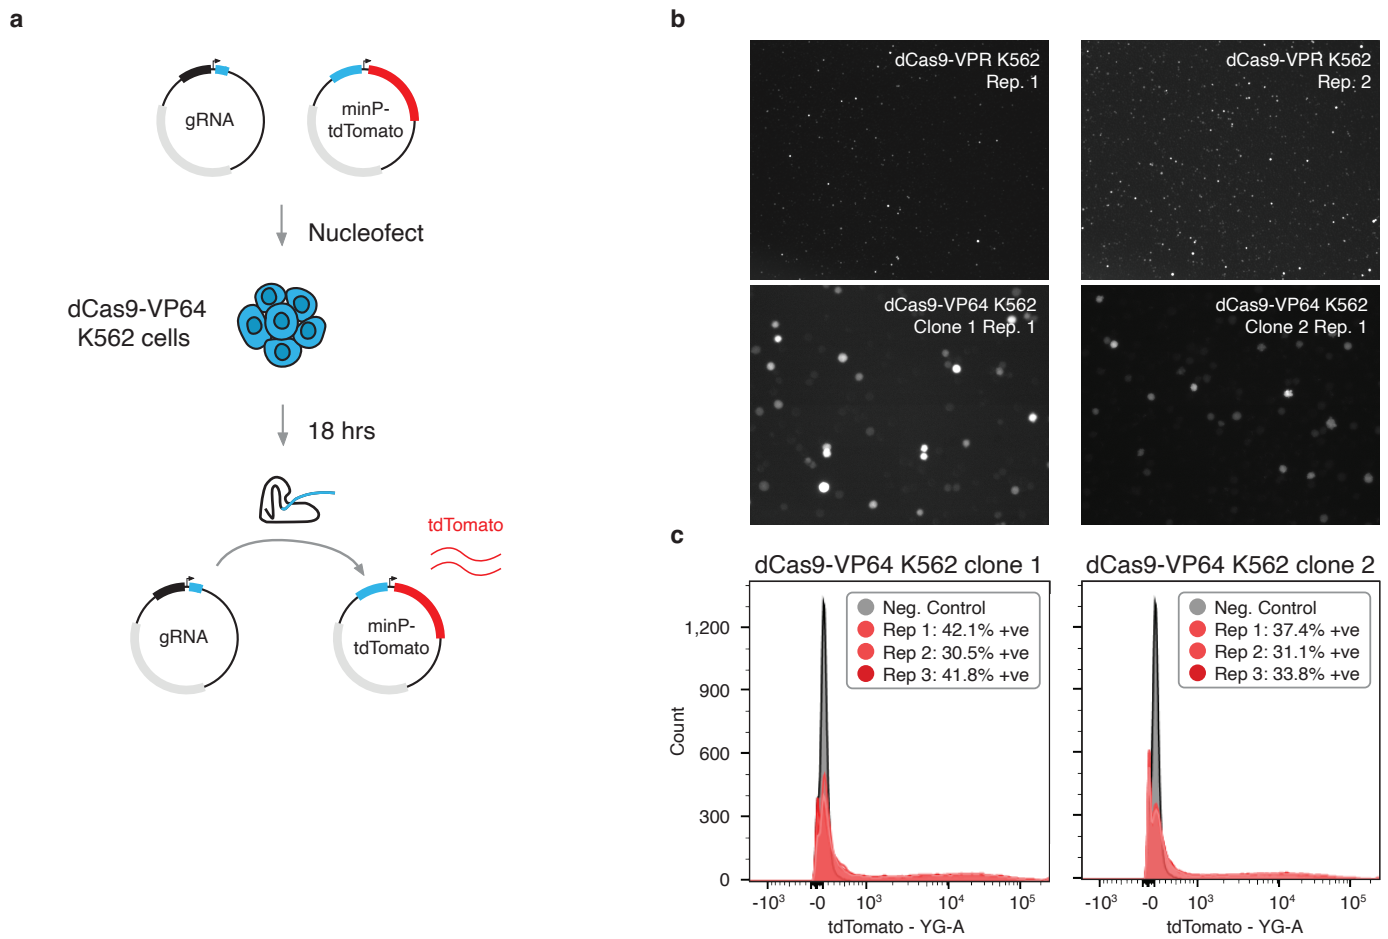 a
gRNA
minP-
tdTomato
Nucleofect
dCas9-VP64
K562 cells
18 hrs
tdTomato
gRNA
minP-
tdTomato
b
dCas9-VPR K562
Rep. 1
dCas9-VPR K562
Rep. 2
dCas9-VP64 K562
Clone 1 Rep. 1
dCas9-VP64 K562
Clone 2 Rep. 1
c
dCas9-VP64 K562 clone 1
Neg. Control
Rep 1: 42.1% +ve
Rep 2: 30.5% +ve
Rep 3: 41.8% +ve
Count
1,200
900
600
300
0
-10³ -0 10³ 10⁴ 10⁵
tdTomato - YG-A
dCas9-VP64 K562 clone 2
Neg. Control
Rep 1: 37.4% +ve
Rep 2: 31.1% +ve
Rep 3: 33.8% +ve
-10³ -0 10³ 10⁴ 10⁵
tdTomato - YG-A